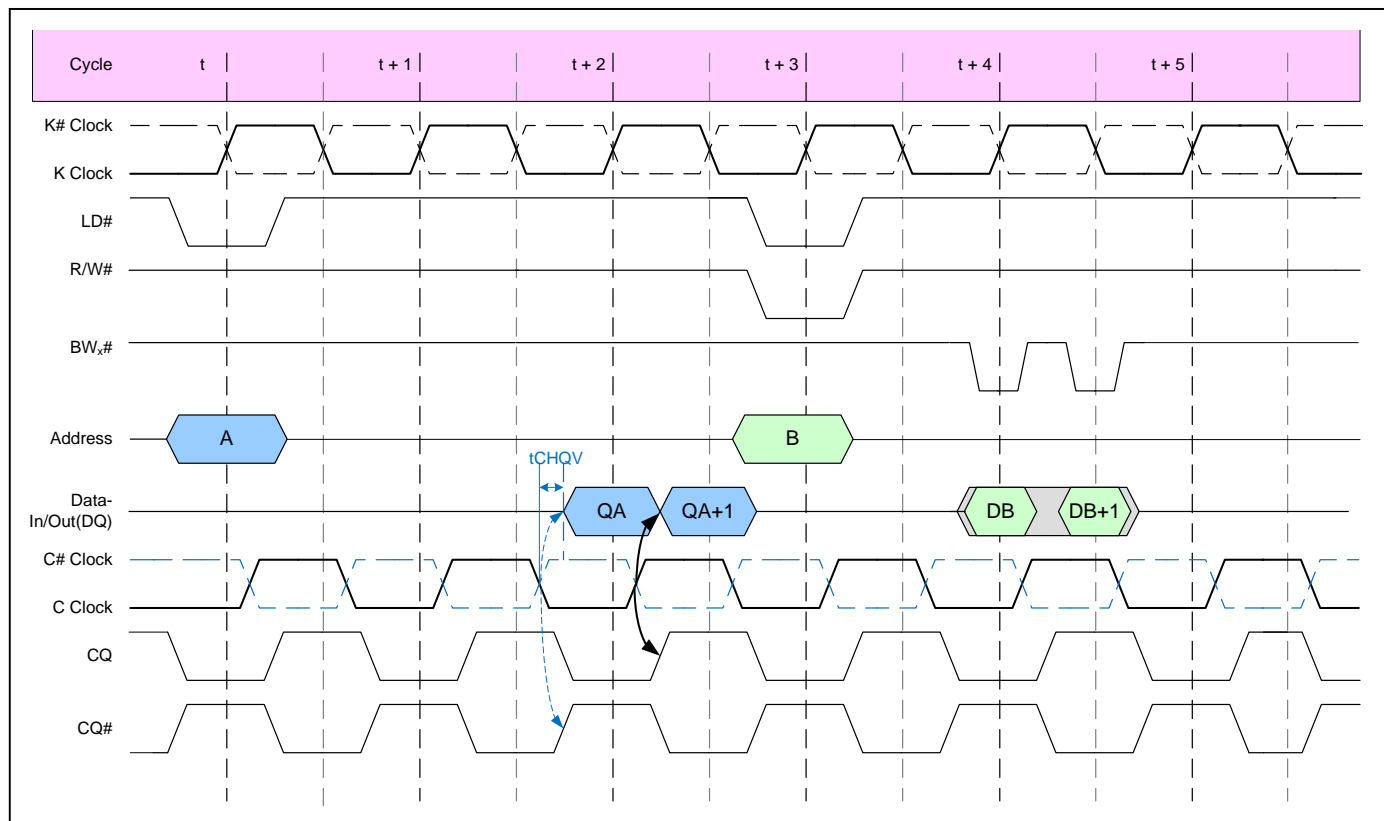 Cycle t t + 1 t + 2 t + 3 t + 4 t + 5
K# Clock
K Clock
LD#
R/W#
BWx#
Address A B
tCHQV
Data-
In/Out(DQ) QA QA+1 DB DB+1
C# Clock
C Clock
CQ
CQ#